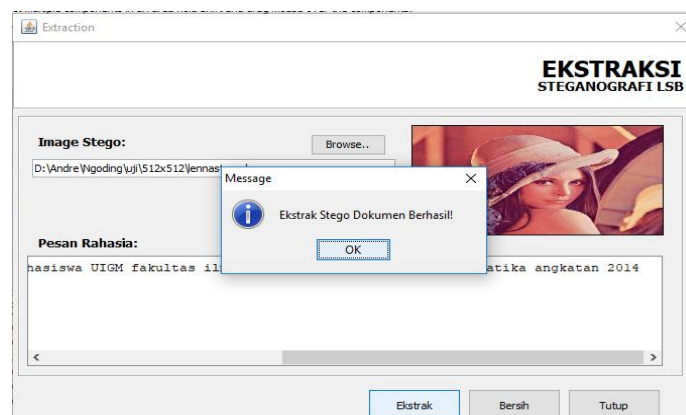 Extraction
EKSTRAKSI
STEGANOGRAFI LSB
Image Stego:
Browse..
D:\Andre\Ngoding\uji\512x512\lennast
Message
Ekstrak Stego Dokumen Berhasil!
OK
Pesan Rahasia:
hasiswa UIGM fakultas il atika angkatan 2014
Ekstrak
Bersih
Tutup